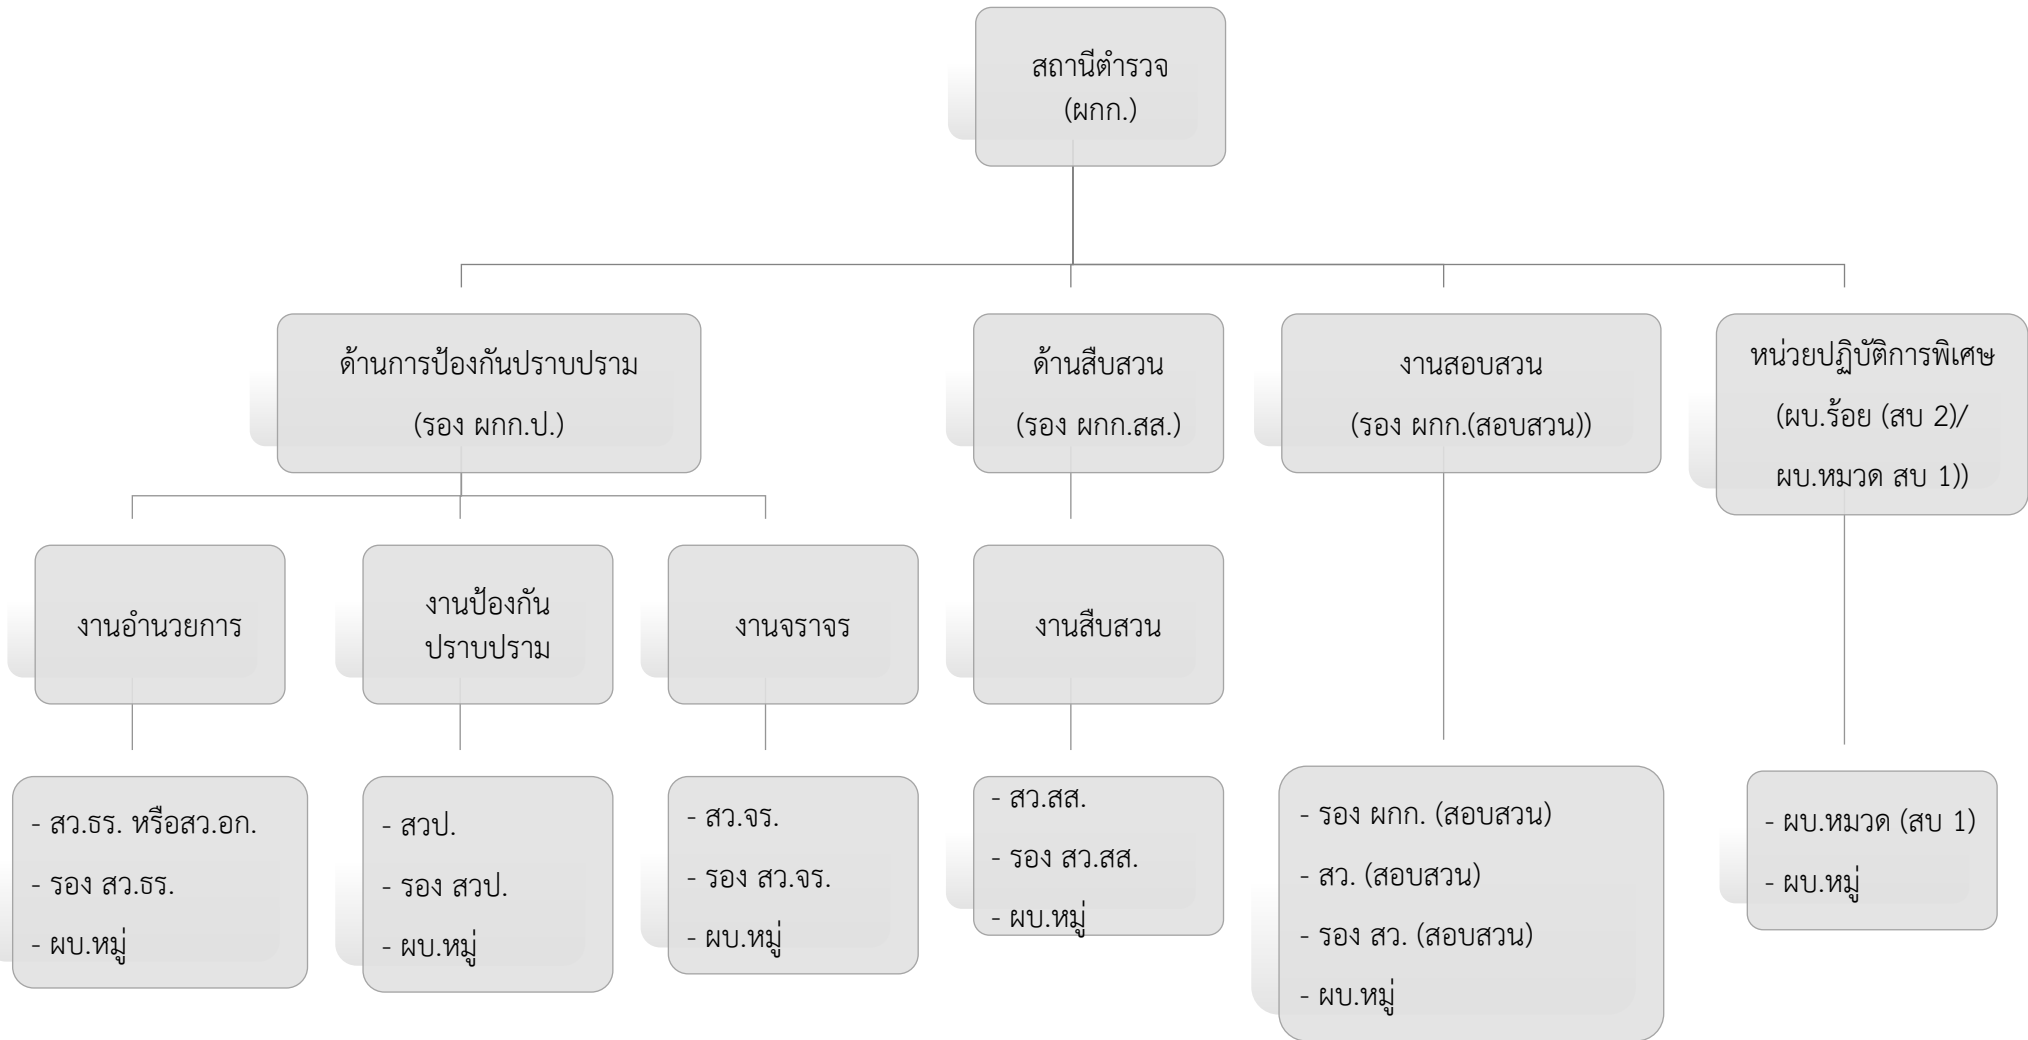 สถานีตำรวจ
(ผกก.)
ด้านการป้องกันปราบปราม
(รอง ผกก.ป.)
ด้านสืบสวน
(รอง ผกก.สส.)
งานสอบสวน
(รอง ผกก.(สอบสวน))
หน่วยปฏิบัติการพิเศษ
(ผบ.ร้อย (สบ 2)/
ผบ.หมวด สบ 1))
งานอำนวยการ
งานป้องกัน
ปราบปราม
งานจราจร
งานสืบสวน
- สว.ธร. หรือสว.อก.
- รอง สว.ธร.
- ผบ.หมู่
- สวป.
- รอง สวป.
- ผบ.หมู่
- สว.จร.
- รอง สว.จร.
- ผบ.หมู่
- สว.สส.
- รอง สว.สส.
- ผบ.หมู่
- รอง ผกก. (สอบสวน)
- สว. (สอบสวน)
- รอง สว. (สอบสวน)
- ผบ.หมู่
- ผบ.หมวด (สบ 1)
- ผบ.หมู่